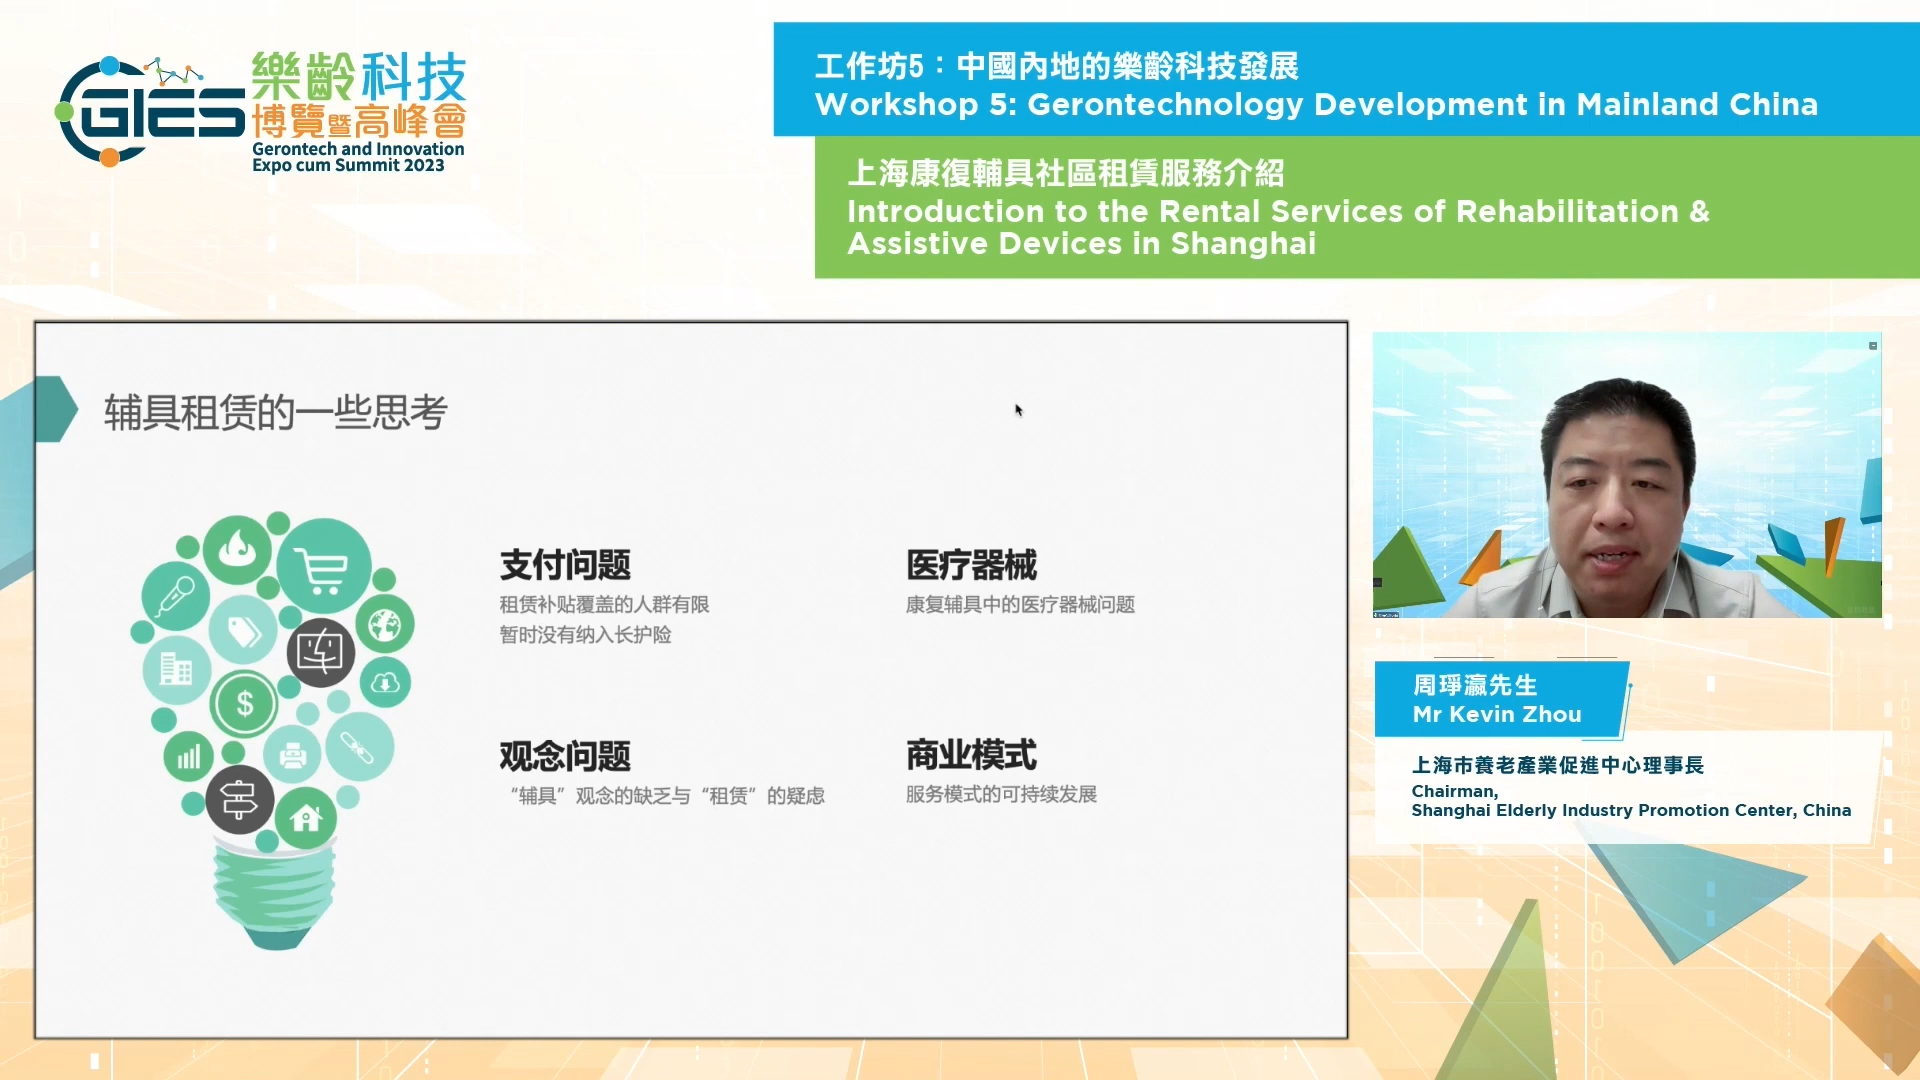 GIES
樂齡科技
博覽暨高峰會
Gerontech and Innovation
Expo cum Summit 2023
工作坊5：中國內地的樂齡科技發展
Workshop 5: Gerontechnology Development in Mainland China
上海康復輔具社區租賃服務介紹
Introduction to the Rental Services of Rehabilitation &
Assistive Devices in Shanghai
辅具租赁的一些思考
支付问题
租赁补贴覆盖的人群有限
暂时没有纳入长护险
医疗器械
康复辅具中的医疗器械问题
观念问题
“辅具”观念的缺乏与“租赁”的疑虑
商业模式
服务模式的可持续发展
$
周琤瀛先生
Mr Kevin Zhou
上海市養老產業促進中心理事長
Chairman,
Shanghai Elderly Industry Promotion Center, China